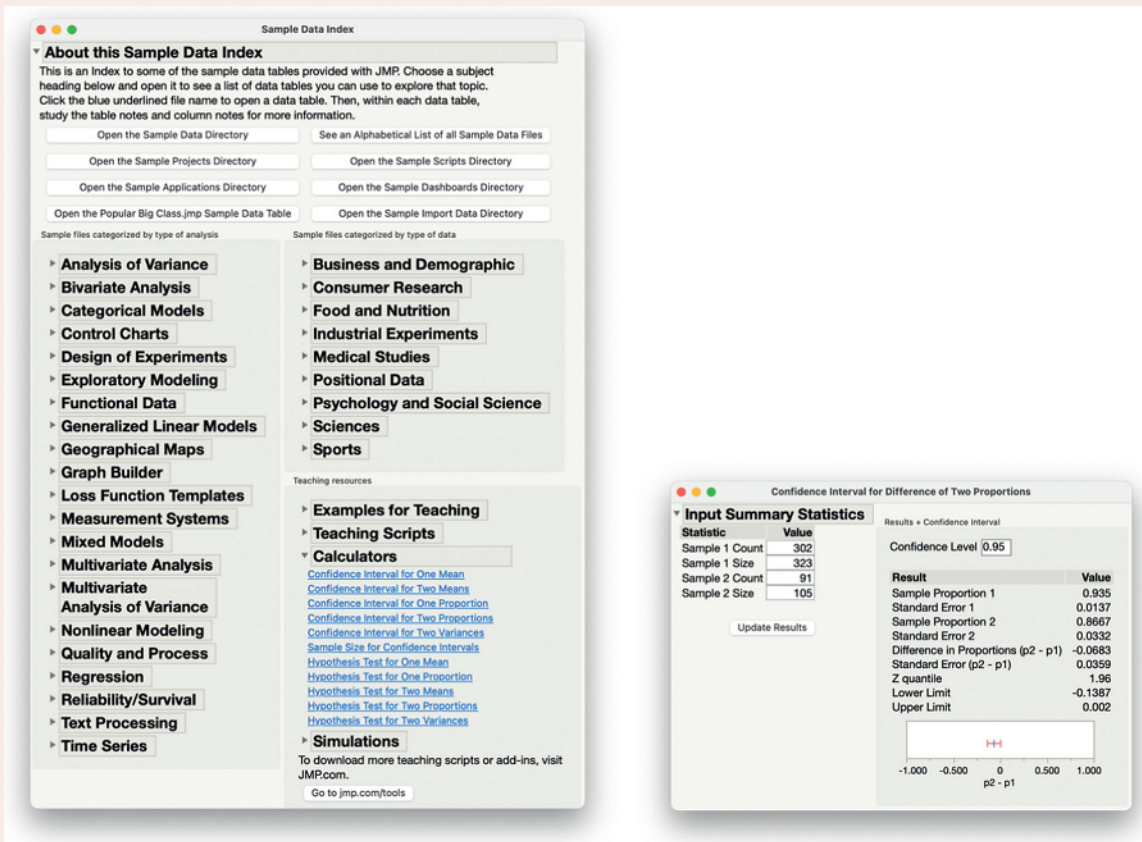 Sample Data Index
About this Sample Data Index
This is an Index to some of the sample data tables provided with JMP. Choose a subject
heading below and open it to see a list of data tables you can use to explore that topic.
Click the blue underlined file name to open a data table. Then, within each data table,
study the table notes and column notes for more information.
Open the Sample Data Directory
See an Alphabetical List of all Sample Data Files
Open the Sample Projects Directory
Open the Sample Scripts Directory
Open the Sample Applications Directory
Open the Sample Dashboards Directory
Open the Popular Big Class.jmp Sample Data Table
Open the Sample Import Data Directory
Sample files categorized by type of analysis
Analysis of Variance
Bivariate Analysis
Categorical Models
Control Charts
Design of Experiments
Exploratory Modeling
Functional Data
Generalized Linear Models
Geographical Maps
Graph Builder
Loss Function Templates
Measurement Systems
Mixed Models
Multivariate Analysis
Multivariate
Analysis of Variance
Nonlinear Modeling
Quality and Process
Regression
Reliability/Survival
Text Processing
Time Series
Sample files categorized by type of data
Business and Demographic
Consumer Research
Food and Nutrition
Industrial Experiments
Medical Studies
Positional Data
Psychology and Social Science
Sciences
Sports
Teaching resources
Examples for Teaching
Teaching Scripts
Calculators
Confidence Interval for One Mean
Confidence Interval for Two Means
Confidence Interval for One Proportion
Confidence Interval for Two Proportions
Confidence Interval for Two Variances
Sample Size for Confidence Intervals
Hypothesis Test for One Mean
Hypothesis Test for One Proportion
Hypothesis Test for Two Means
Hypothesis Test for Two Proportions
Hypothesis Test for Two Variances
Simulations
To download more teaching scripts or add-ins, visit
JMP.com.
Go to jmp.com/tools
Confidence Interval for Difference of Two Proportions
Input Summary Statistics
Statistic Value
Sample 1 Count 302
Sample 1 Size 323
Sample 2 Count 91
Sample 2 Size 105
Update Results
Results + Confidence Interval
Confidence Level 0.95
Result Value
Sample Proportion 1 0.935
Standard Error 1 0.0137
Sample Proportion 2 0.8667
Standard Error 2 0.0332
Difference in Proportions (p2 - p1) -0.0683
Standard Error (p2 - p1) 0.0359
Z quantile 1.96
Lower Limit -0.1387
Upper Limit 0.002
-1.000 -0.500 0 0.500 1.000
p2 - p1